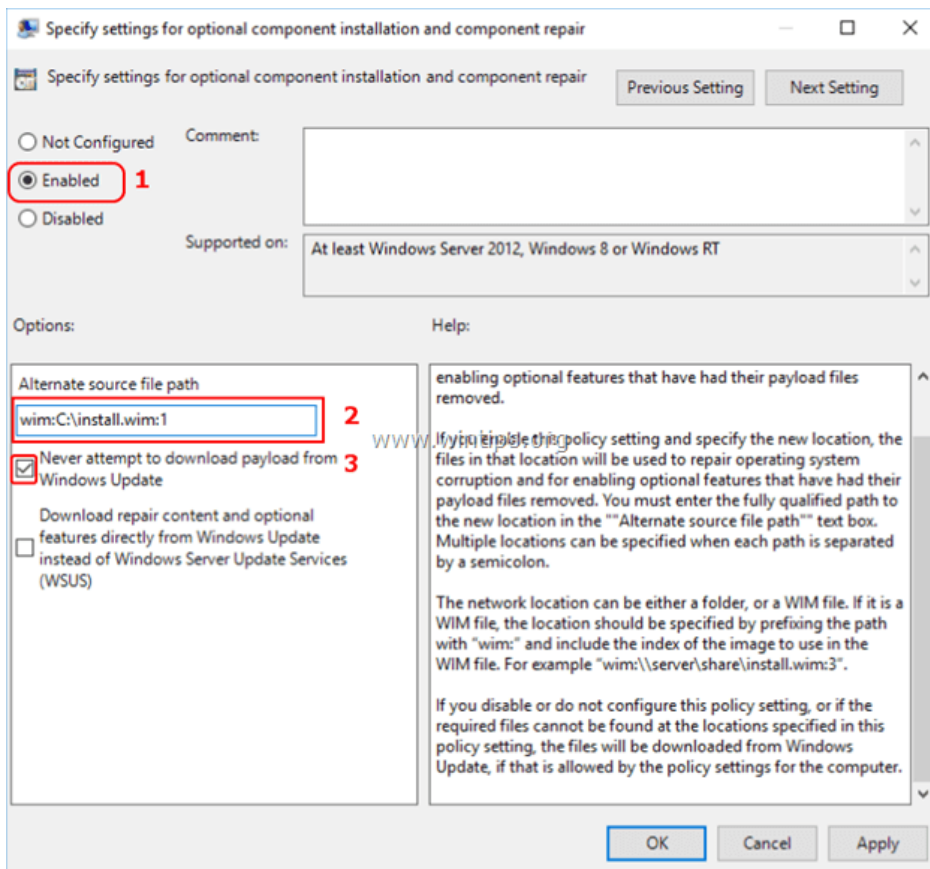 Specify settings for optional component installation and component repair
Specify settings for optional component installation and component repair
Previous Setting
Next Setting
Not Configured
Enabled
1
Disabled
Comment:
Supported on:
At least Windows Server 2012, Windows 8 or Windows RT
Options:
Help:
Alternate source file path
wim:C:\install.wim:1
2
Never attempt to download payload from
Windows Update
3
Download repair content and optional
features directly from Windows Update
instead of Windows Server Update Services
(WSUS)
enabling optional features that have had their payload files
removed.
www.wintips.org
If you enable this policy setting and specify the new location, the
files in that location will be used to repair operating system
corruption and for enabling optional features that have had their
payload files removed. You must enter the fully qualified path to
the new location in the ""Alternate source file path"" text box.
Multiple locations can be specified when each path is separated
by a semicolon.
The network location can be either a folder, or a WIM file. If it is a
WIM file, the location should be specified by prefixing the path
with "wim:" and include the index of the image to use in the
WIM file. For example "wim:\\server\share\install.wim:3".
If you disable or do not configure this policy setting, or if the
required files cannot be found at the locations specified in this
policy setting, the files will be downloaded from Windows
Update, if that is allowed by the policy settings for the computer.
OK
Cancel
Apply